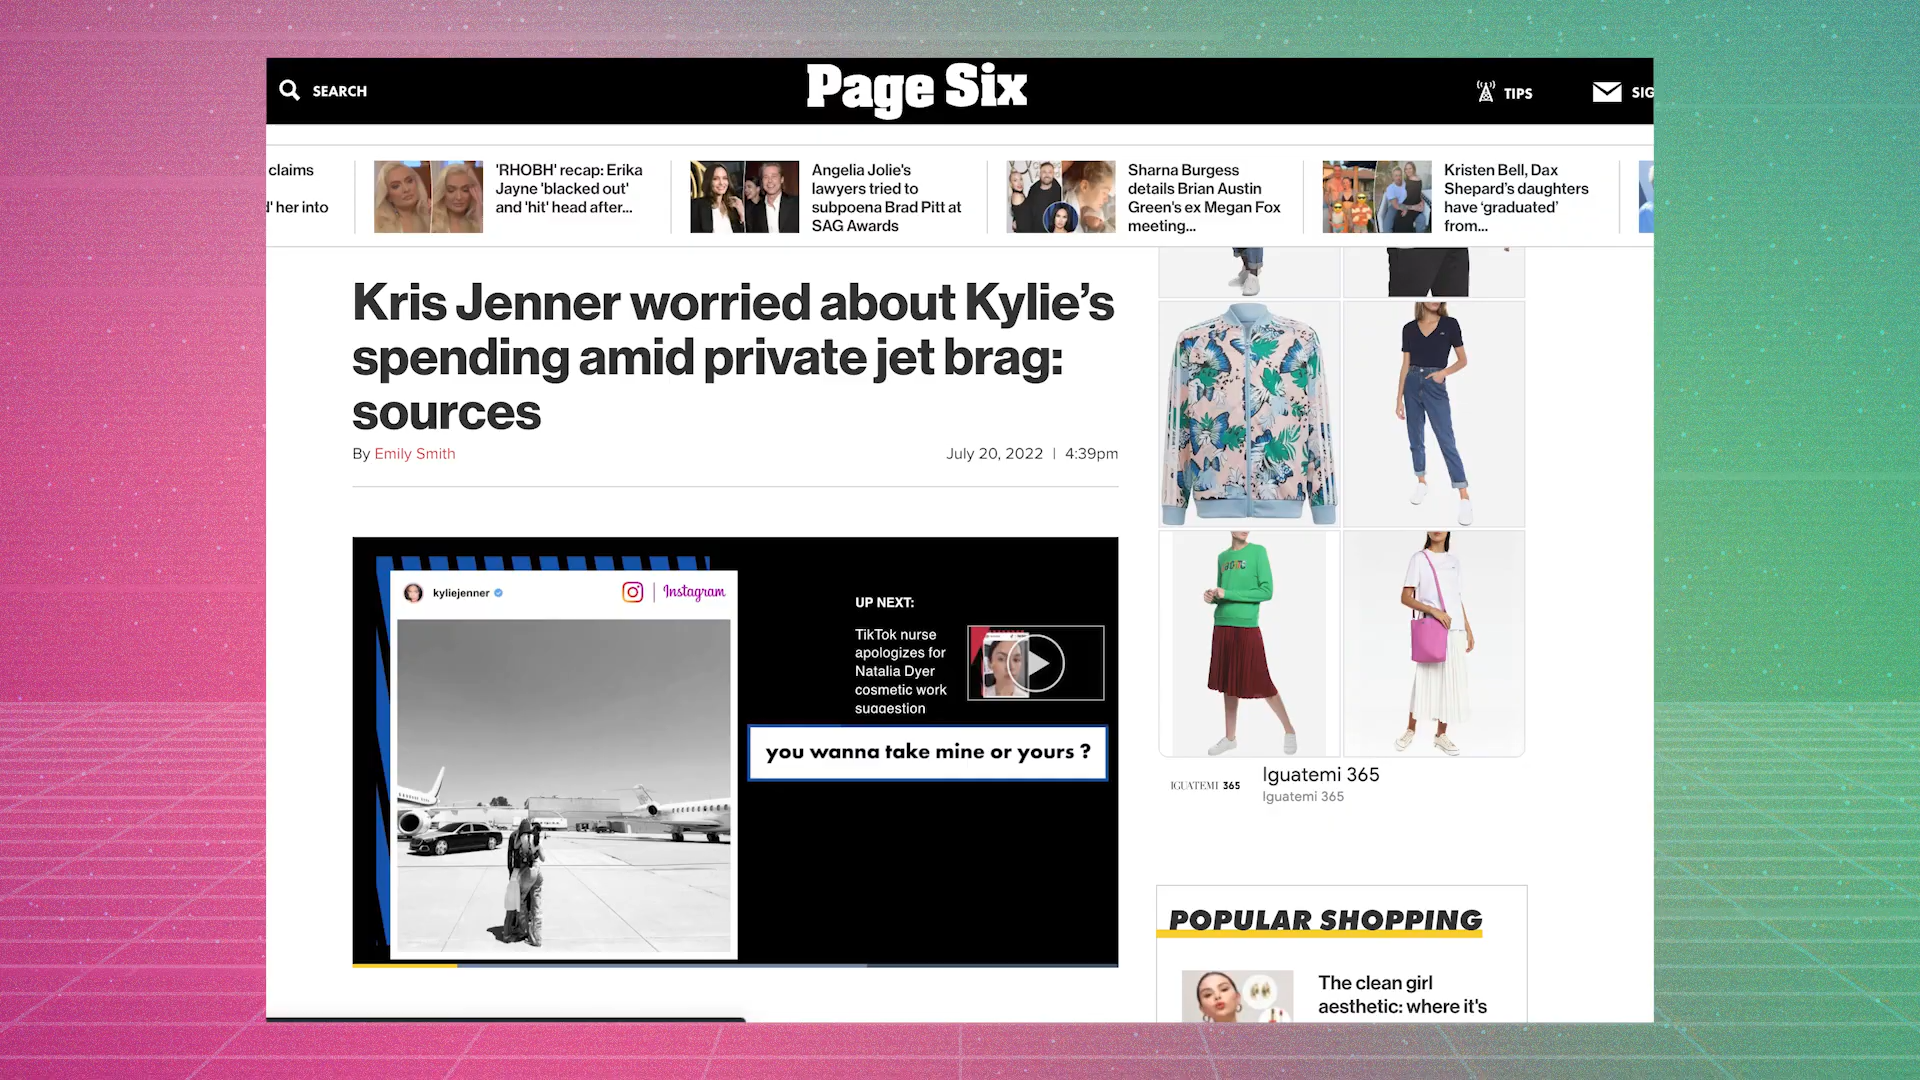 SEARCH
Page Six
TIPS
SIG
claims
d' her into
'RHOBH' recap: Erika
Jayne 'blacked out'
and 'hit' head after...
Angelia Jolie's
lawyers tried to
subpoena Brad Pitt at
SAG Awards
Sharna Burgess
details Brian Austin
Green's ex Megan Fox
meeting...
Kristen Bell, Dax
Shepard's daughters
have 'graduated'
from...
Kris Jenner worried about Kylie's
spending amid private jet brag:
sources
By Emily Smith
July 20, 2022 | 4:39pm
kyliejenner
Instagram
UP NEXT:
TikTok nurse
apologizes for
Natalia Dyer
cosmetic work
suggestion
you wanna take mine or yours ?
IGUATEMI 365
Iguatemi 365
Iguatemi 365
POPULAR SHOPPING
The clean girl
aesthetic: where it's